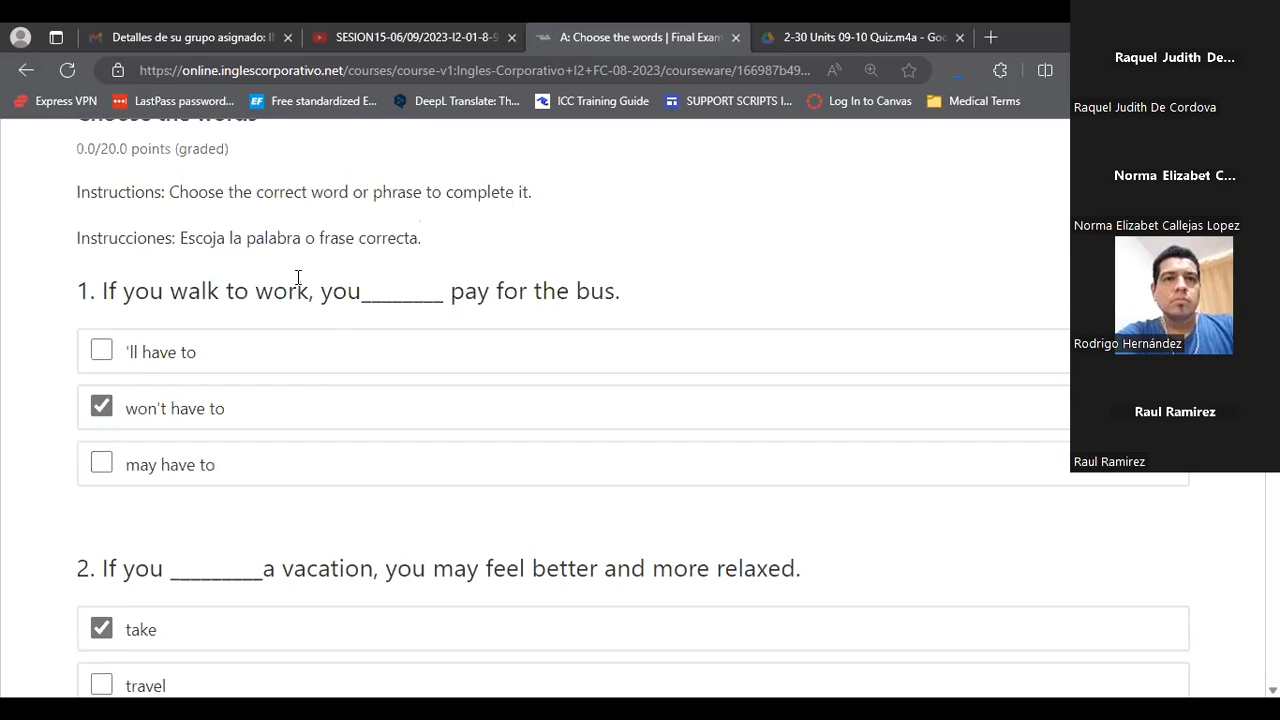 Detalles de su grupo asignado: II
SESION15-06/09/2023-I2-01-8-9
A: Choose the words | Final Exam
2-30 Units 09-10 Quiz.m4a - Goo
https://online.inglescorporativo.net/courses/course-v1:Ingles-Corporativo+I2+FC-08-2023/courseware/166987b49...
Express VPN
LastPass password...
Free standardized E...
DeepL Translate: Th...
ICC Training Guide
SUPPORT SCRIPTS I...
Log In to Canvas
Medical Terms
Choose the words
0.0/20.0 points (graded)
Instructions: Choose the correct word or phrase to complete it.
Instrucciones: Escoja la palabra o frase correcta.
1. If you walk to work, you________ pay for the bus.
'll have to
won't have to
may have to
2. If you _________a vacation, you may feel better and more relaxed.
take
travel
Raquel Judith De...
Raquel Judith De Cordova
Norma Elizabet C...
Norma Elizabet Callejas Lopez
Rodrigo Hernández
Raul Ramirez
Raul Ramirez